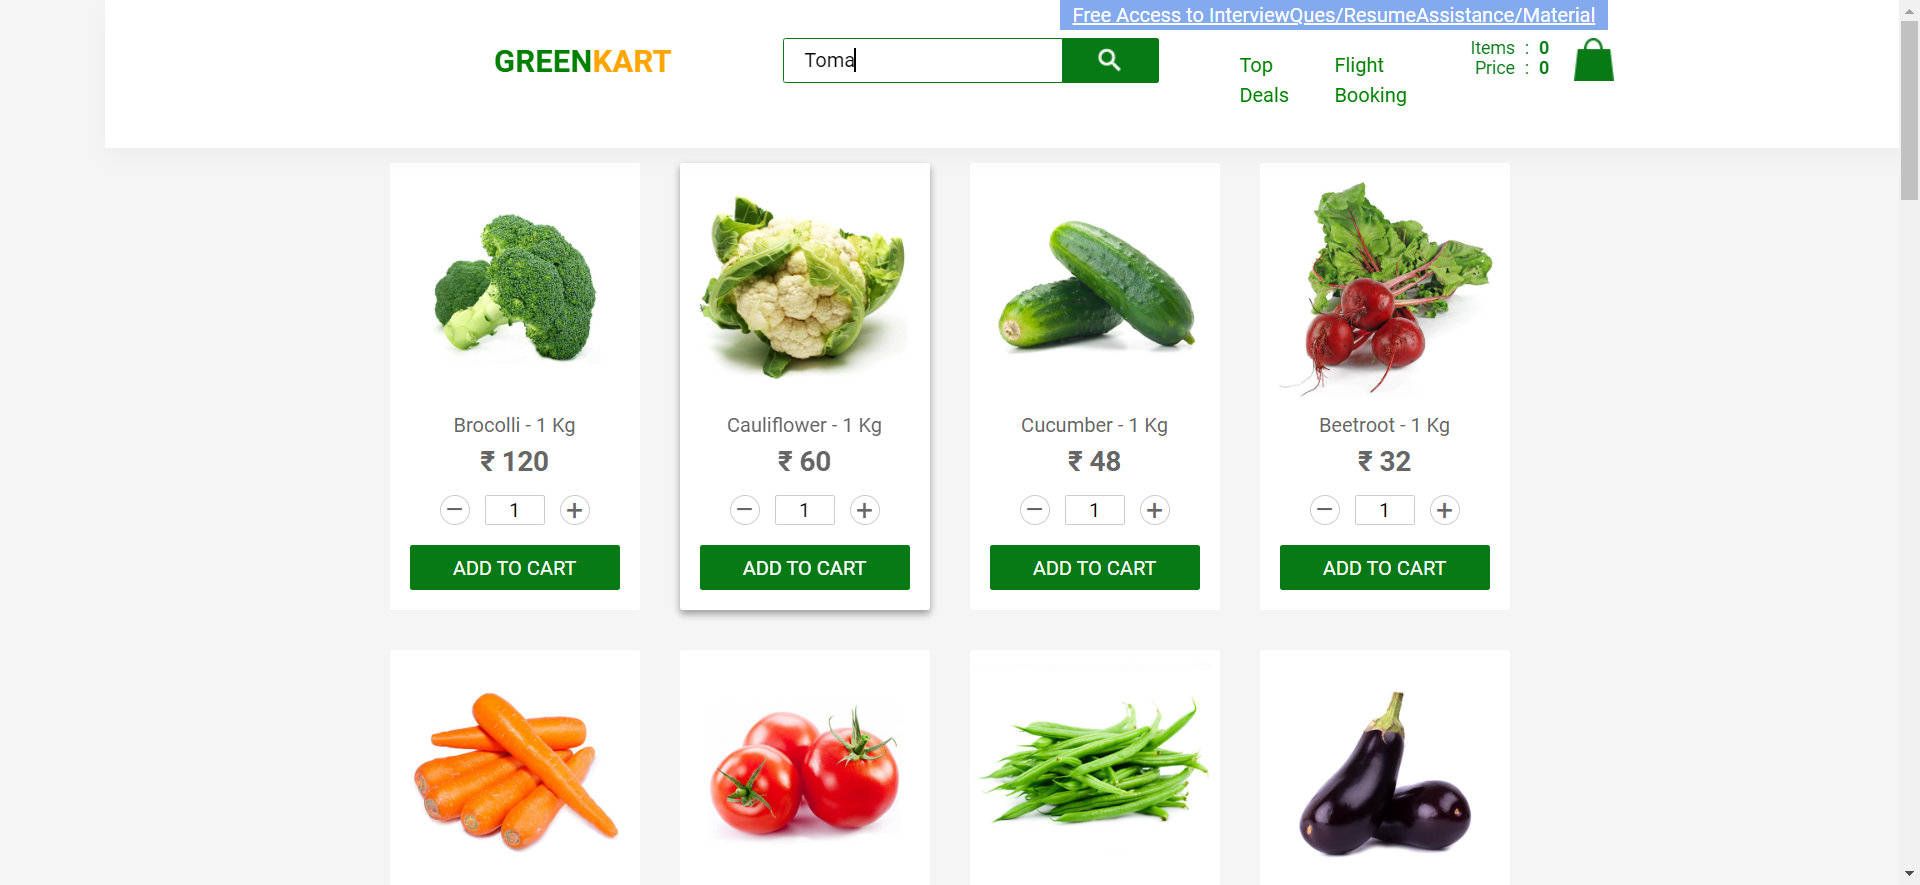 Free Access to InterviewQues/ResumeAssistance/Material
GREENKART
Toma
Top Deals
Flight Booking
Items : 0
Price : 0
Brocolli - 1 Kg
₹ 120
− 1 +
ADD TO CART
Cauliflower - 1 Kg
₹ 60
− 1 +
ADD TO CART
Cucumber - 1 Kg
₹ 48
− 1 +
ADD TO CART
Beetroot - 1 Kg
₹ 32
− 1 +
ADD TO CART